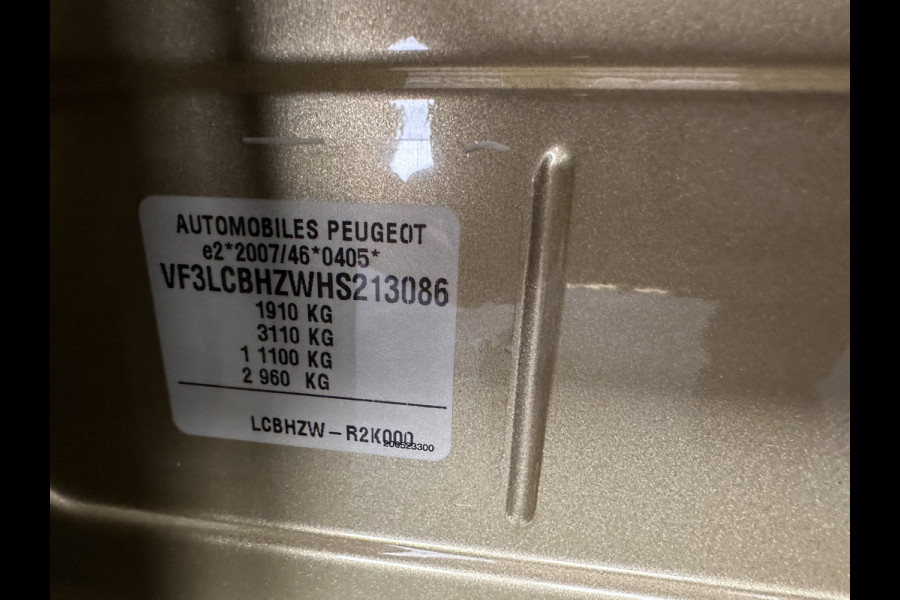 AUTOMOBILES PEUGEOT
e2*2007/46*0405*
VF3LCBHZWHS213086
1910 KG
3110 KG
1 1100 KG
2 960 KG
LCBHZW-R2K000